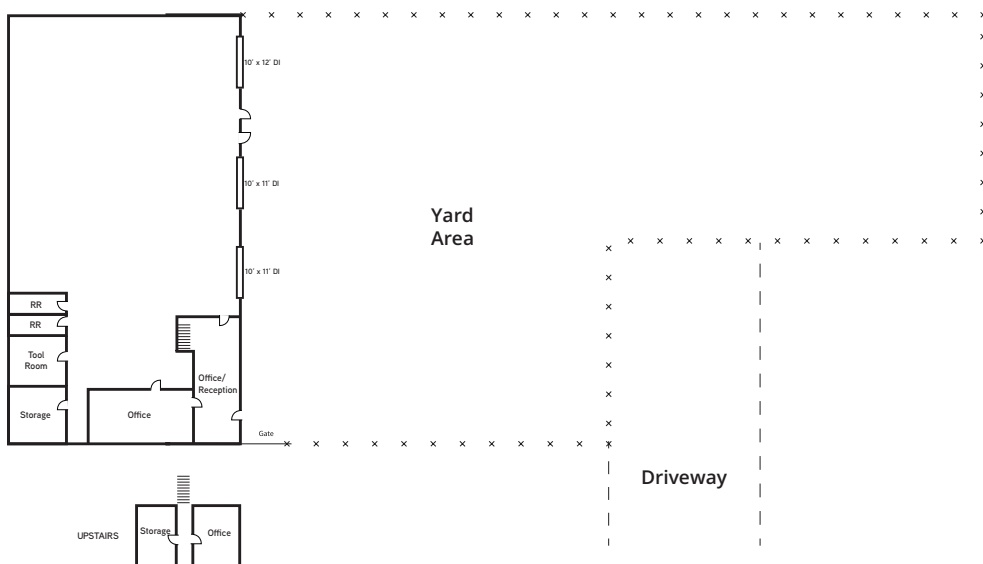 10' x 12' DI
10' x 11' DI
Yard
Area
10' x 11' DI
RR
RR
Tool
Room
Office/
Reception
Storage
Office
Gate
Driveway
UPSTAIRS
Storage
Office